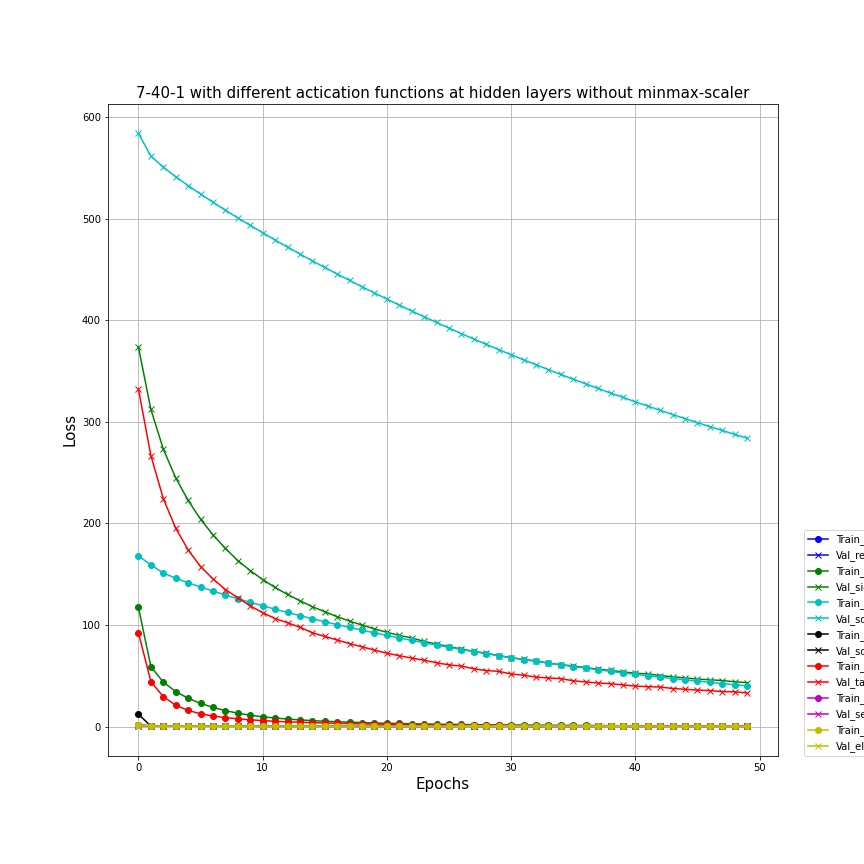 7-40-1 with different actication functions at hidden layers without minmax-scaler
600
500
400
300
200
100
0
Loss
0 10 20 30 40 50
Epochs
Train_
Val_re
Train_
Val_si
Train_
Val_so
Train_
Val_so
Train_
Val_ta
Train_
Val_se
Train_
Val_el